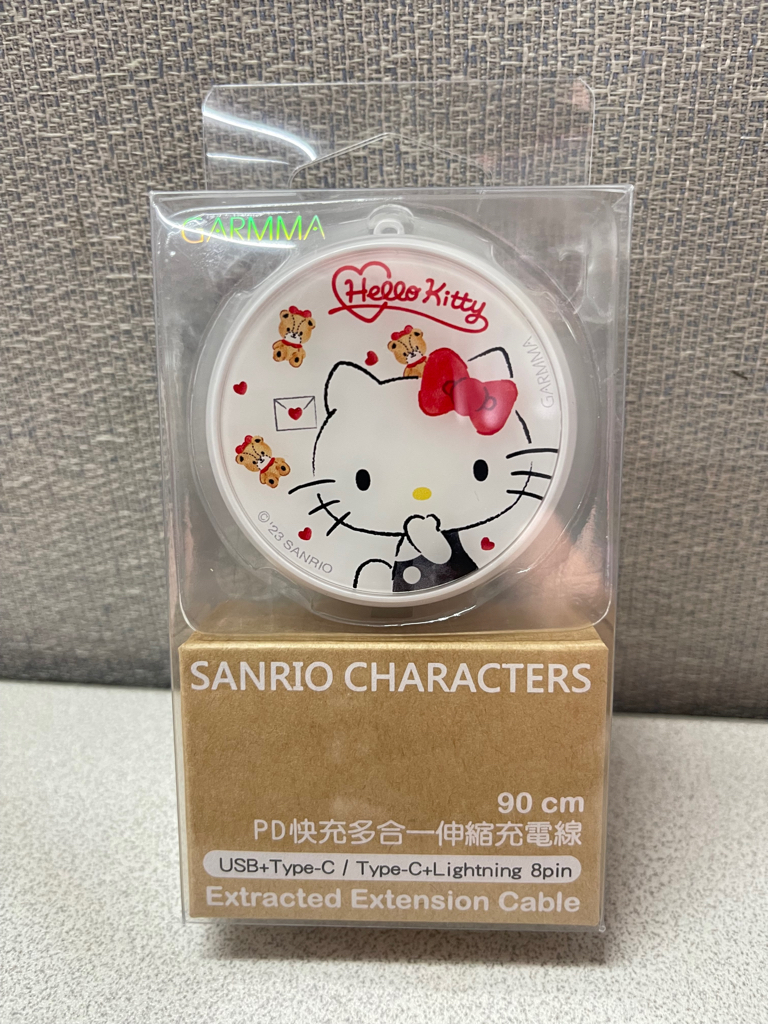 GARMMA
Hello Kitty
GARMMA
© '23 SANRIO
SANRIO CHARACTERS
90 cm
PD快充多合一伸縮充電線
USB+Type-C / Type-C+Lightning 8pin
Extracted Extension Cable